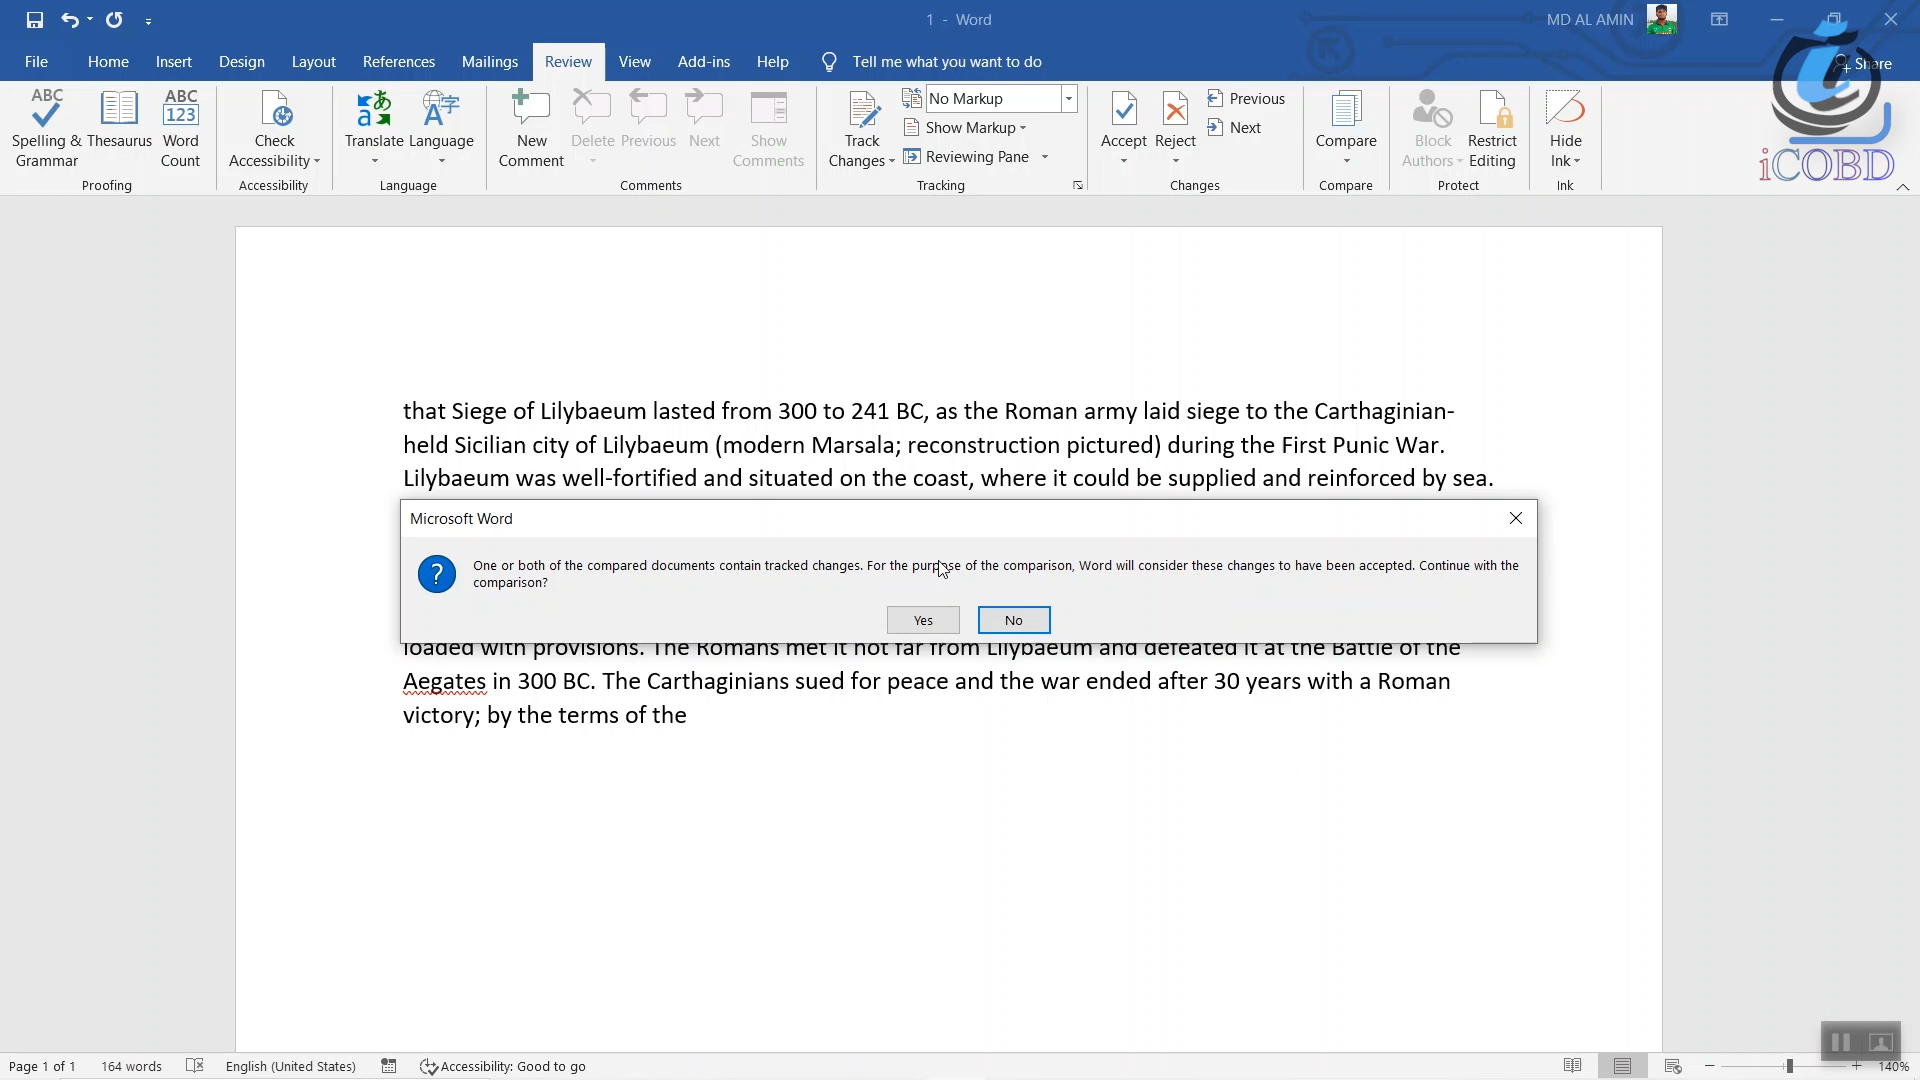 1 - Word
MD AL AMIN
File Home Insert Design Layout References Mailings Review View Add-ins Help Tell me what you want to do
Share
ABC
Spelling &
Grammar
Thesaurus
ABC
123
Word
Count
Proofing
Check
Accessibility
Accessibility
Translate
Language
Language
New
Comment
Delete
Previous
Next
Show
Comments
Comments
Track
Changes
No Markup
Show Markup
Reviewing Pane
Tracking
Accept
Reject
Previous
Next
Changes
Compare
Compare
Block
Authors
Restrict
Editing
Protect
Hide
Ink
Ink
iCOBD
that Siege of Lilybaeum lasted from 300 to 241 BC, as the Roman army laid siege to the Carthaginian-
held Sicilian city of Lilybaeum (modern Marsala; reconstruction pictured) during the First Punic War.
Lilybaeum was well-fortified and situated on the coast, where it could be supplied and reinforced by sea.
Microsoft Word
One or both of the compared documents contain tracked changes. For the purpose of the comparison, Word will consider these changes to have been accepted. Continue with the
comparison?
Yes No
loaded with provisions. The Romans met it not far from Lilybaeum and defeated it at the Battle of the
Aegates in 300 BC. The Carthaginians sued for peace and the war ended after 30 years with a Roman
victory; by the terms of the
Page 1 of 1 164 words English (United States) Accessibility: Good to go 140%